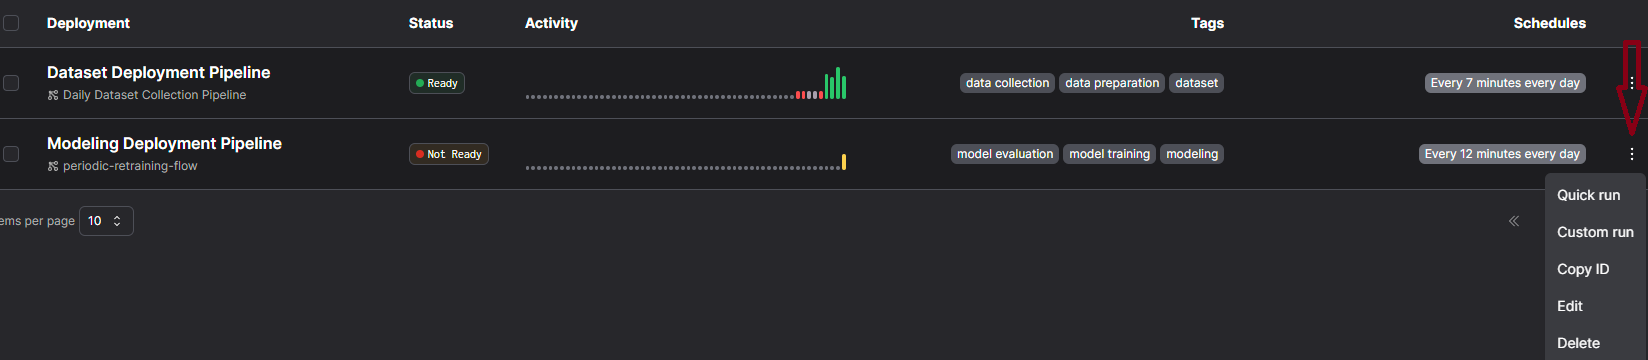 Deployment Status Activity Tags Schedules
Dataset Deployment Pipeline
Daily Dataset Collection Pipeline
Ready
data collection data preparation dataset
Every 7 minutes every day
Modeling Deployment Pipeline
periodic-retraining-flow
Not Ready
model evaluation model training modeling
Every 12 minutes every day
ems per page 10
Quick run
Custom run
Copy ID
Edit
Delete